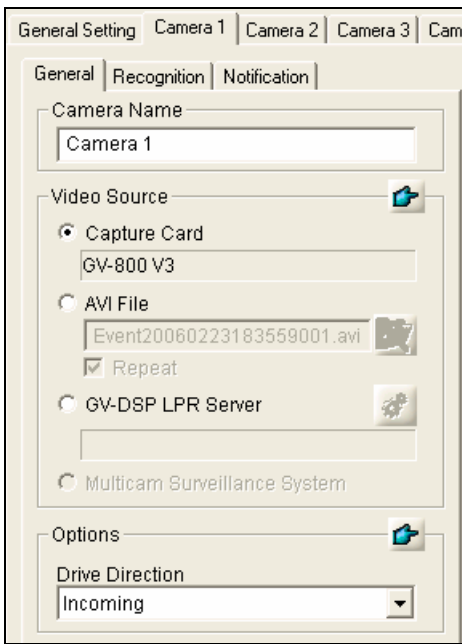 General Setting Camera 1 Camera 2 Camera 3 Cam
General Recognition Notification
Camera Name
Camera 1
Video Source
Capture Card
GV-800 V3
AVI File
Event20060223183559001.avi
Repeat
GV-DSP LPR Server
Multicam Surveillance System
Options
Drive Direction
Incoming